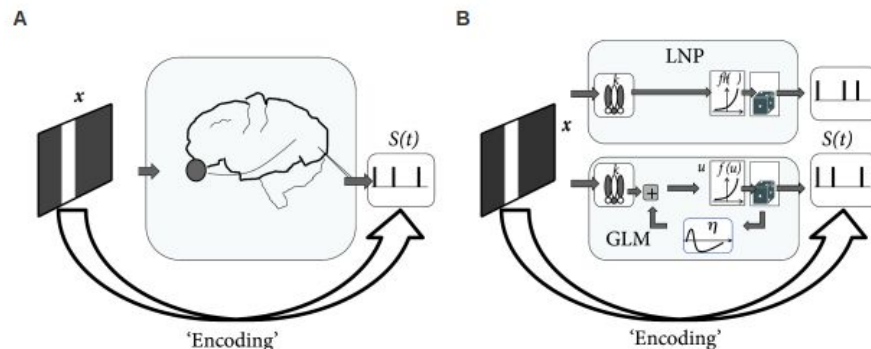 A
x
S(t)
'Encoding'
B
LNP
k
x
S(t)
k
u
f(u)
GLM
η
'Encoding'